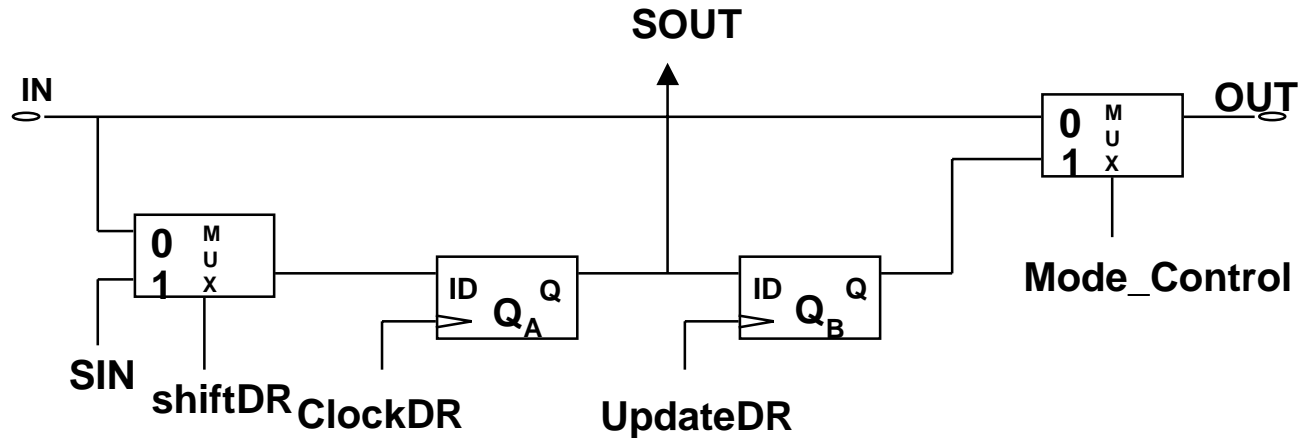 SOUT
IN
OUT
0 M
U
1 X
0 M
U
1 X
ID Q
QA
ID Q
QB
Mode_Control
SIN
shiftDR
ClockDR
UpdateDR